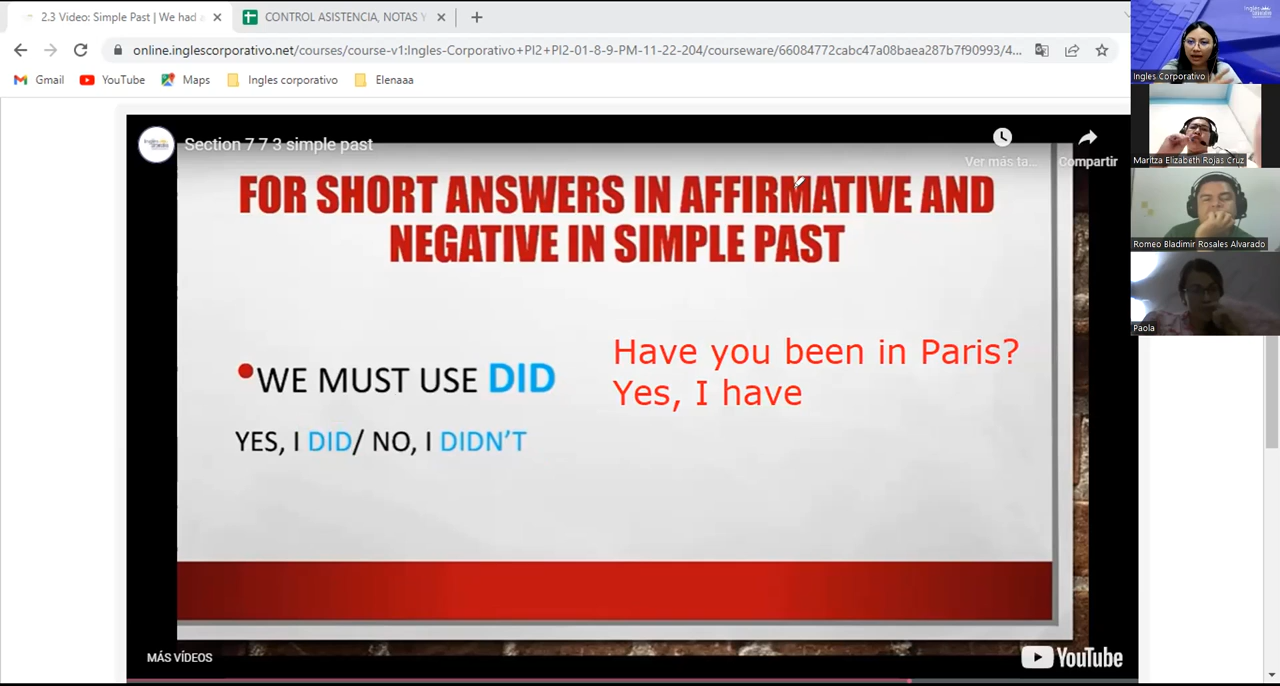 2.3 Video: Simple Past | We had a
CONTROL ASISTENCIA, NOTAS Y
online.inglescorporativo.net/courses/course-v1:Ingles-Corporativo+PI2+PI2-01-8-9-PM-11-22-204/courseware/66084772cabc47a08baea287b7f90993/4...
Gmail
YouTube
Maps
Ingles corporativo
Elenaaa
Ingles Corporativo
Maritza Elizabeth Rojas Cruz
Romeo Bladimir Rosales Alvarado
Paola
Section 7 7 3 simple past
Ver más ta...
Compartir
FOR SHORT ANSWERS IN AFFIRMATIVE AND
NEGATIVE IN SIMPLE PAST
WE MUST USE DID
YES, I DID/ NO, I DIDN'T
Have you been in Paris?
Yes, I have
MÁS VÍDEOS
YouTube